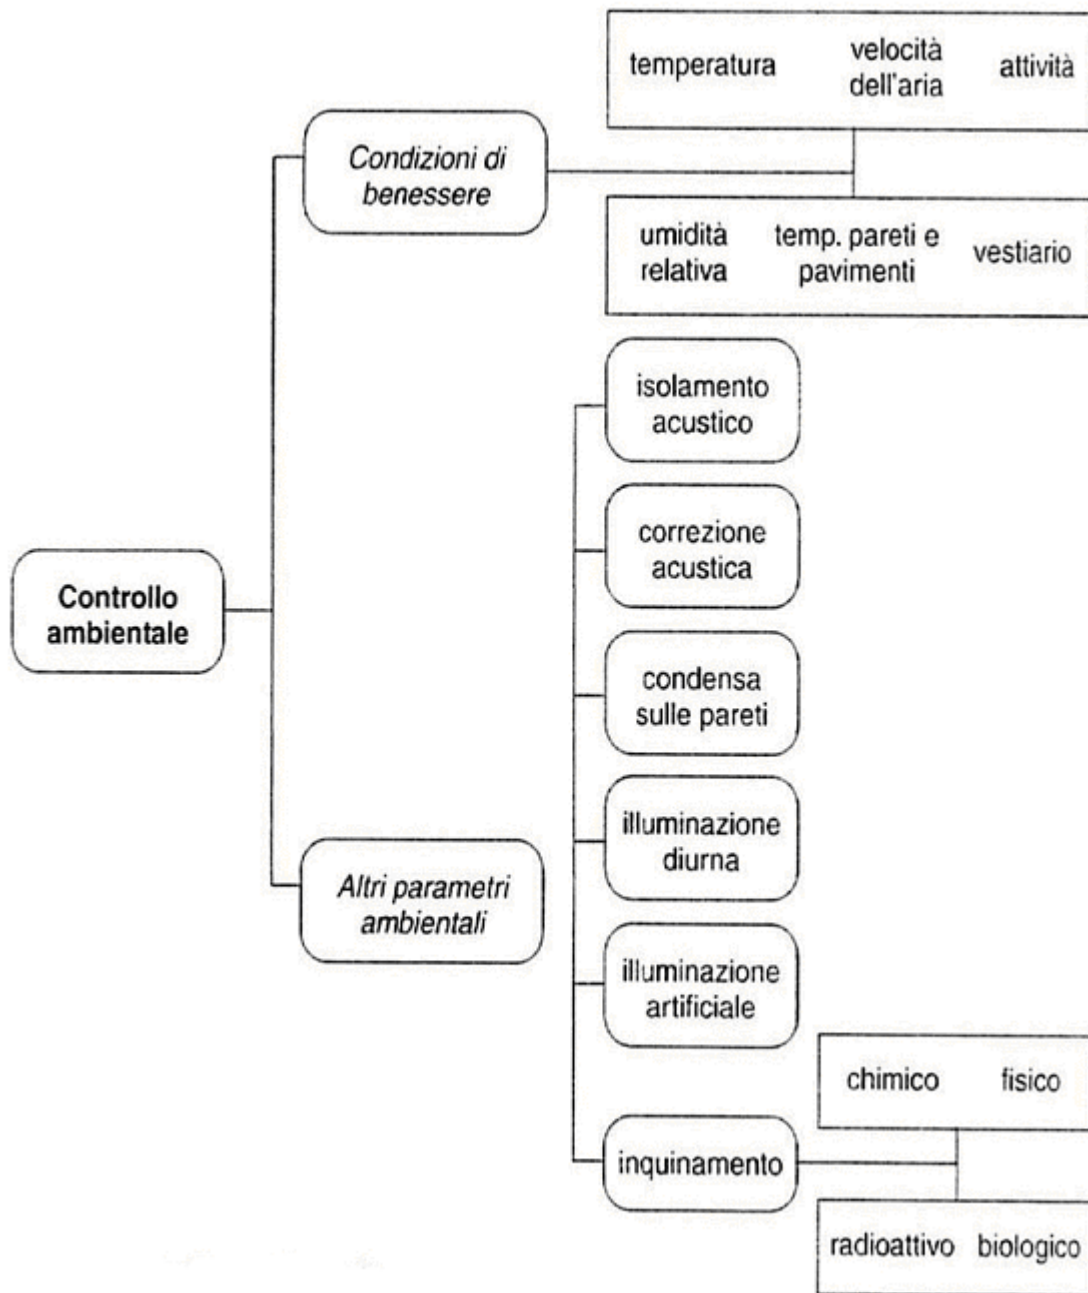 temperatura
velocità
dell'aria
attività
Condizioni di
benessere
umidità
relativa
temp. pareti e
pavimenti
vestiario
isolamento
acustico
correzione
acustica
Controllo
ambientale
condensa
sulle pareti
illuminazione
diurna
Altri parametri
ambientali
illuminazione
artificiale
chimico
fisico
inquinamento
radioattivo
biologico